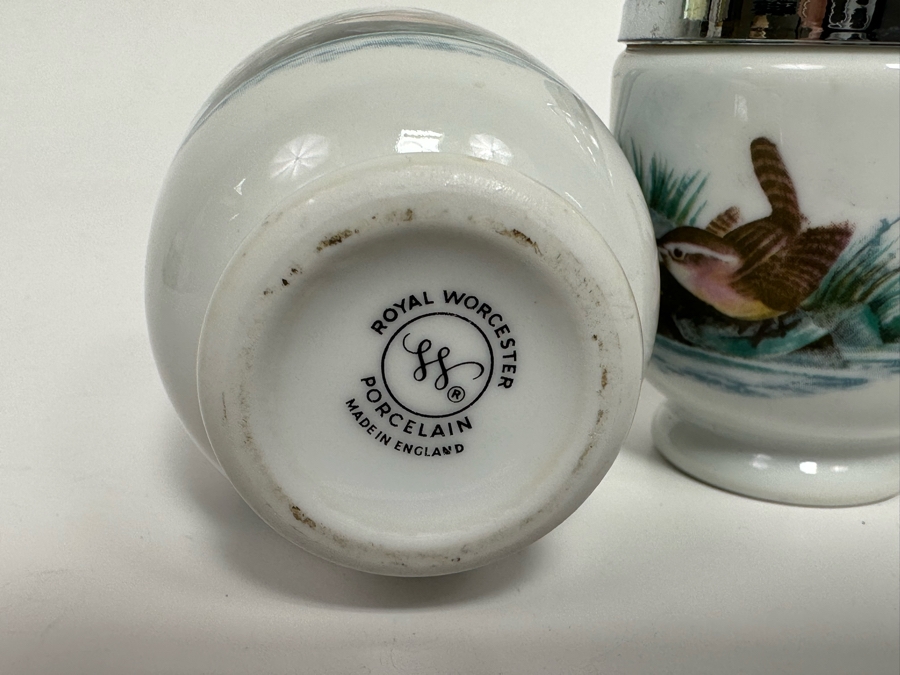 ROYAL WORCESTER
W
®
PORCELAIN
MADE IN ENGLAND